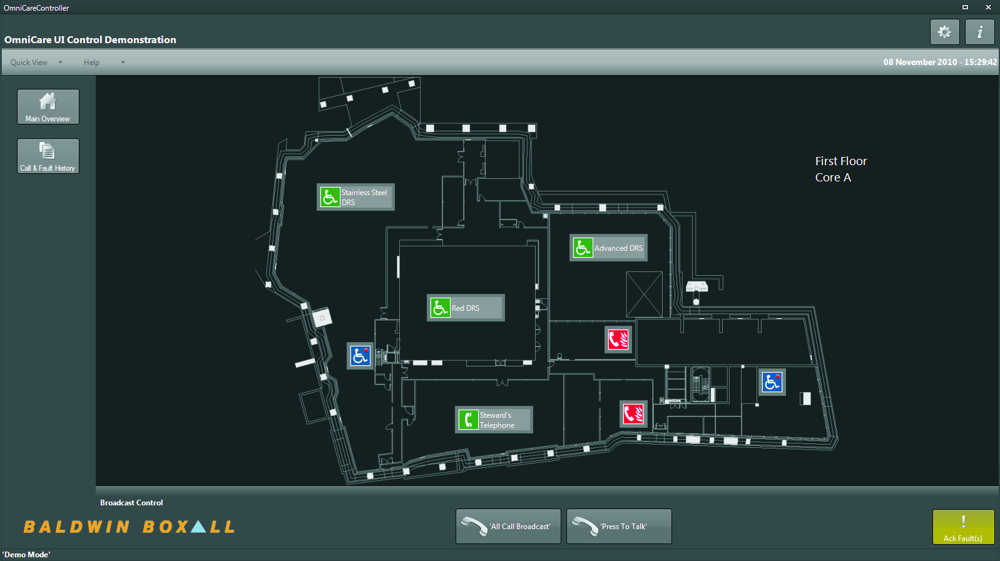 OmniCareController
OmniCare UI Control Demonstration
Quick View
Help
08 November 2010 - 15:29:42
Main Overview
Call & Fault History
First Floor
Core A
Stainless Steel
DRS
Advanced DRS
Red DRS
Steward's
Telephone
Broadcast Control
BALDWIN BOXALL
'All Call Broadcast'
'Press To Talk'
!
Ack Fault(s)
'Demo Mode'